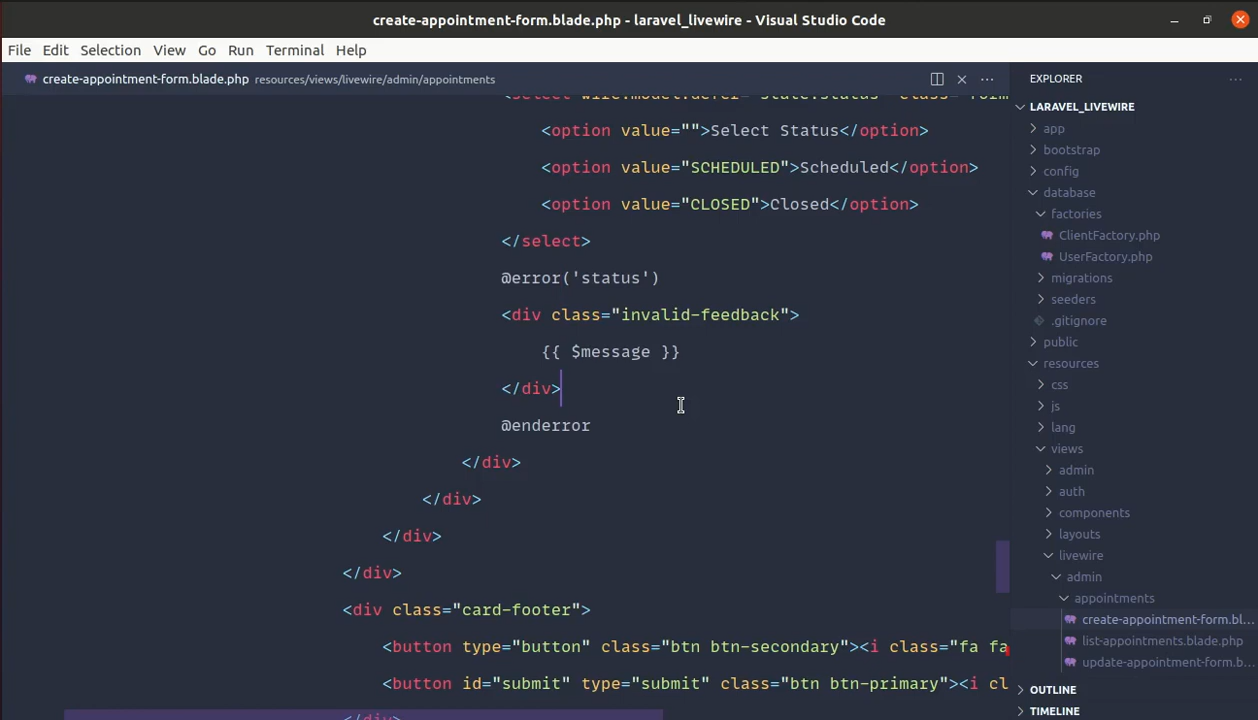 create-appointment-form.blade.php - laravel_livewire - Visual Studio Code
File Edit Selection View Go Run Terminal Help
create-appointment-form.blade.php resources/views/livewire/admin/appointments
<option value="">Select Status</option>
<option value="SCHEDULED">Scheduled</option>
<option value="CLOSED">Closed</option>
</select>
@error('status')
<div class="invalid-feedback">
{{ $message }}
</div>
@enderror
</div>
</div>
</div>
</div>
<div class="card-footer">
<button type="button" class="btn btn-secondary"><i class="fa fa
<button id="submit" type="submit" class="btn btn-primary"><i cl
EXPLORER
LARAVEL_LIVEWIRE
app
bootstrap
config
database
factories
ClientFactory.php
UserFactory.php
migrations
seeders
.gitignore
public
resources
css
js
lang
views
admin
auth
components
layouts
livewire
admin
appointments
create-appointment-form.bl...
list-appointments.blade.php
update-appointment-form.b...
OUTLINE
TIMELINE